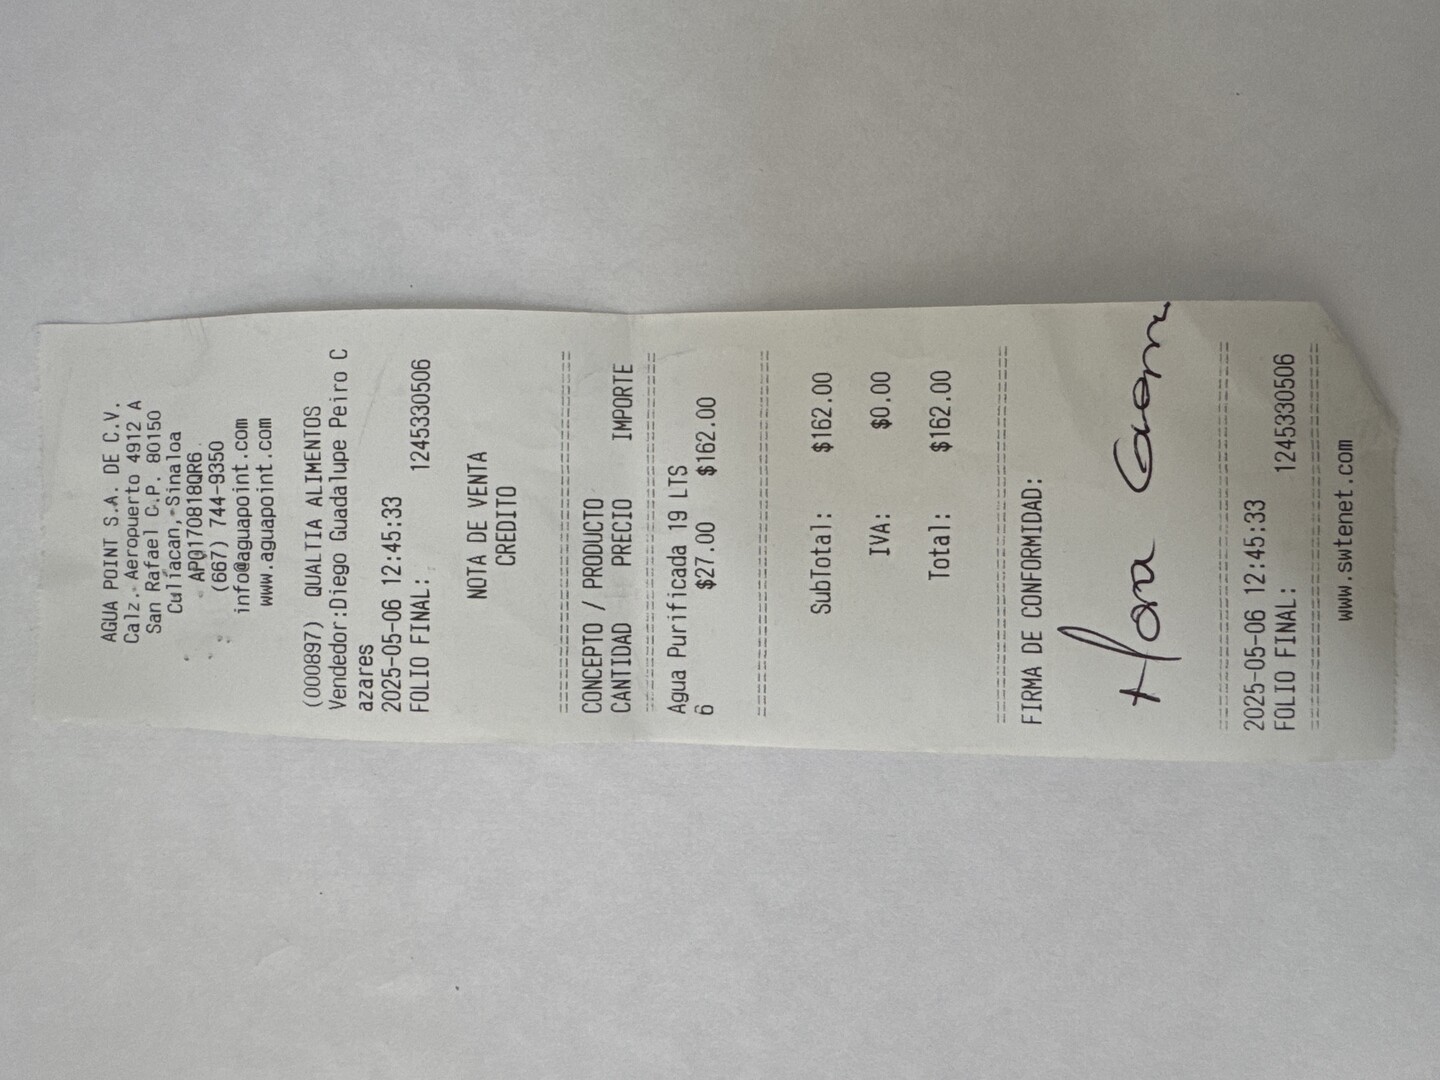 AGUA POINT S.A. DE C.V.
Calz. Aeropuerto 4912 A
San Rafael C.P. 80150
Culiacan, Sinaloa
APO170818QR6
(667) 744-9350
info@aguapoint.com
www.aguapoint.com
(000897) QUALTIA ALIMENTOS
Vendedor:Diego Guadalupe Peiro C
azares
2025-05-06 12:45:33
FOLIO FINAL: 1245330506
NOTA DE VENTA
CREDITO
================================
CONCEPTO / PRODUCTO
CANTIDAD PRECIO IMPORTE
================================
Agua Purificada 19 LTS
6 $27.00 $162.00
================================
SubTotal: $162.00
IVA: $0.00
Total: $162.00
================================
FIRMA DE CONFORMIDAD:
================================
2025-05-06 12:45:33
FOLIO FINAL: 1245330506
================================
www.swtenet.com